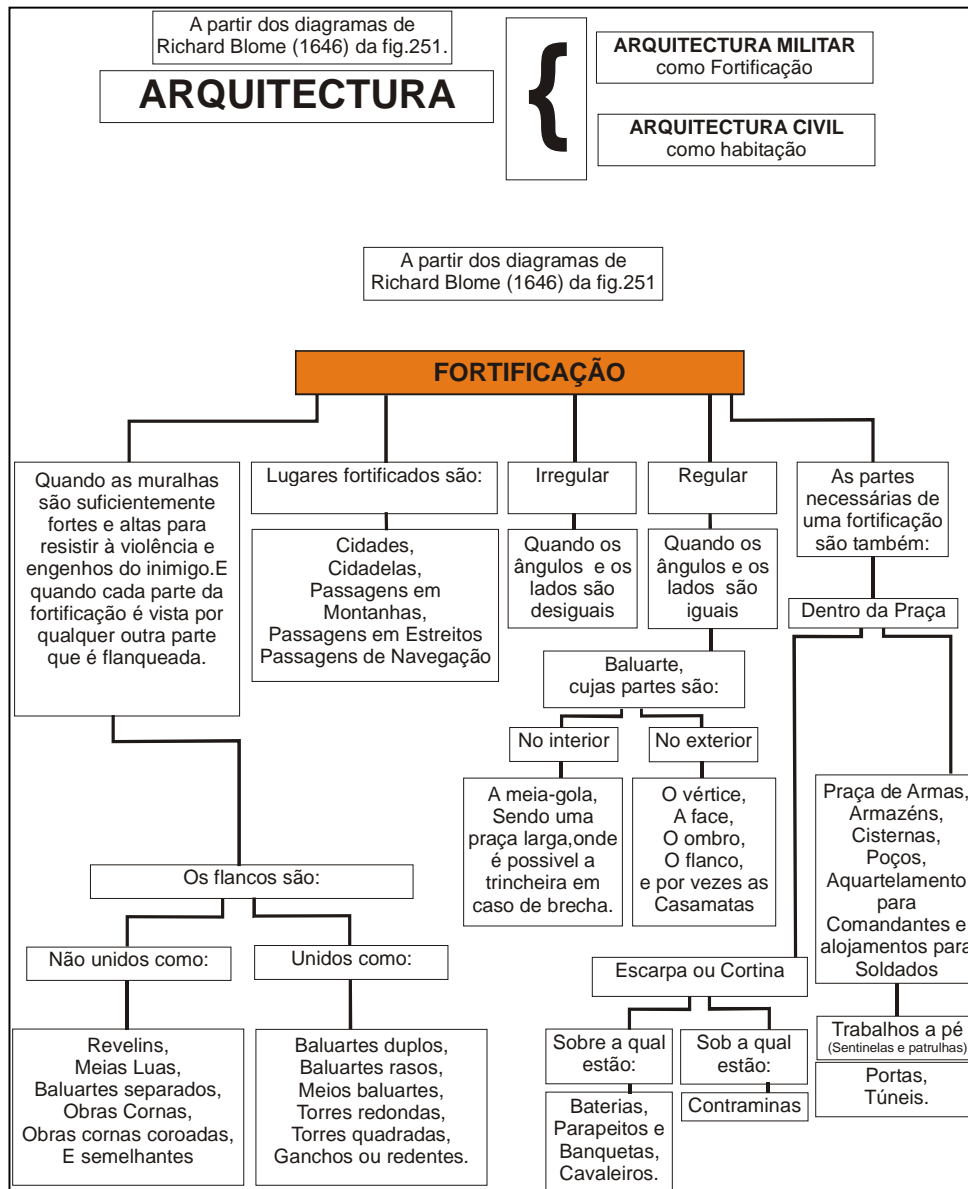 A partir dos diagramas de
Richard Blome (1646) da fig.251.
ARQUITECTURA
{
ARQUITECTURA MILITAR
como Fortificação
ARQUITECTURA CIVIL
como habitação
A partir dos diagramas de
Richard Blome (1646) da fig.251
FORTIFICAÇÃO
Quando as muralhas
são suficientemente
fortes e altas para
resistir à violência e
engenhos do inimigo.E
quando cada parte da
fortificação é vista por
qualquer outra parte
que é flanqueada.
Lugares fortificados são:
Cidades,
Cidadelas,
Passagens em
Montanhas,
Passagens em Estreitos
Passagens de Navegação
Irregular
Quando os
ângulos e os
lados são
desiguais
Regular
Quando os
ângulos e os
lados são
iguais
As partes
necessárias de
uma fortificação
são também:
Dentro da Praça
Baluarte,
cujas partes são:
No interior
A meia-gola,
Sendo uma
praça larga,onde
é possivel a
trincheira em
caso de brecha.
No exterior
O vértice,
A face,
O ombro,
O flanco,
e por vezes as
Casamatas
Praça de Armas,
Armazéns,
Cisternas,
Poços,
Aquartelamento
para
Comandantes e
alojamentos para
Soldados
Trabalhos a pé
(Sentinelas e patrulhas)
Portas,
Túneis.
Os flancos são:
Não unidos como:
Revelins,
Meias Luas,
Baluartes separados,
Obras Cornas,
Obras cornas coroadas,
E semelhantes
Unidos como:
Baluartes duplos,
Baluartes rasos,
Meios baluartes,
Torres redondas,
Torres quadradas,
Ganchos ou redentes.
Escarpa ou Cortina
Sobre a qual
estão:
Baterias,
Parapeitos e
Banquetas,
Cavaleiros.
Sob a qual
estão:
Contraminas